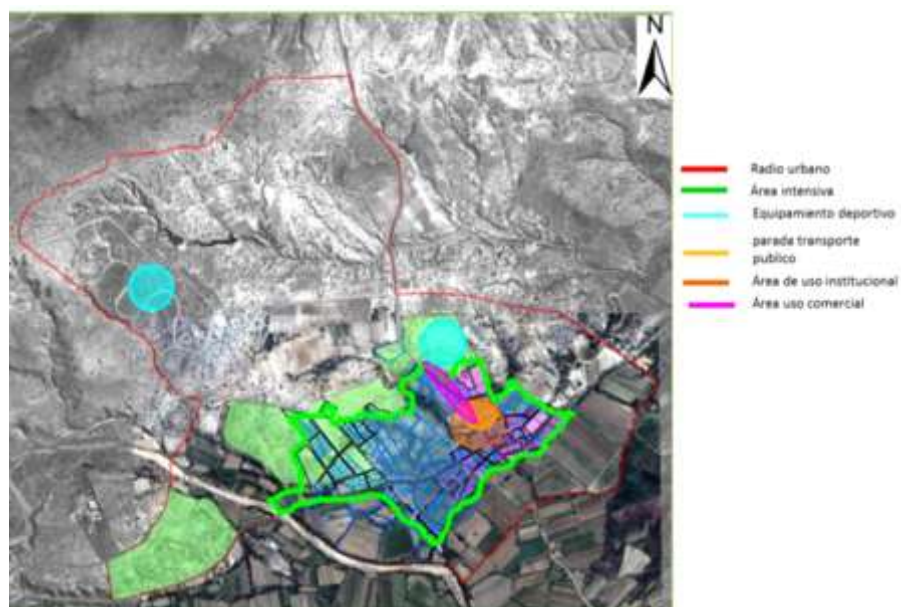 N
Radio urbano
Área intensiva
Equipamiento deportivo
parada transporte
publico
Área de uso institucional
Área uso comercial